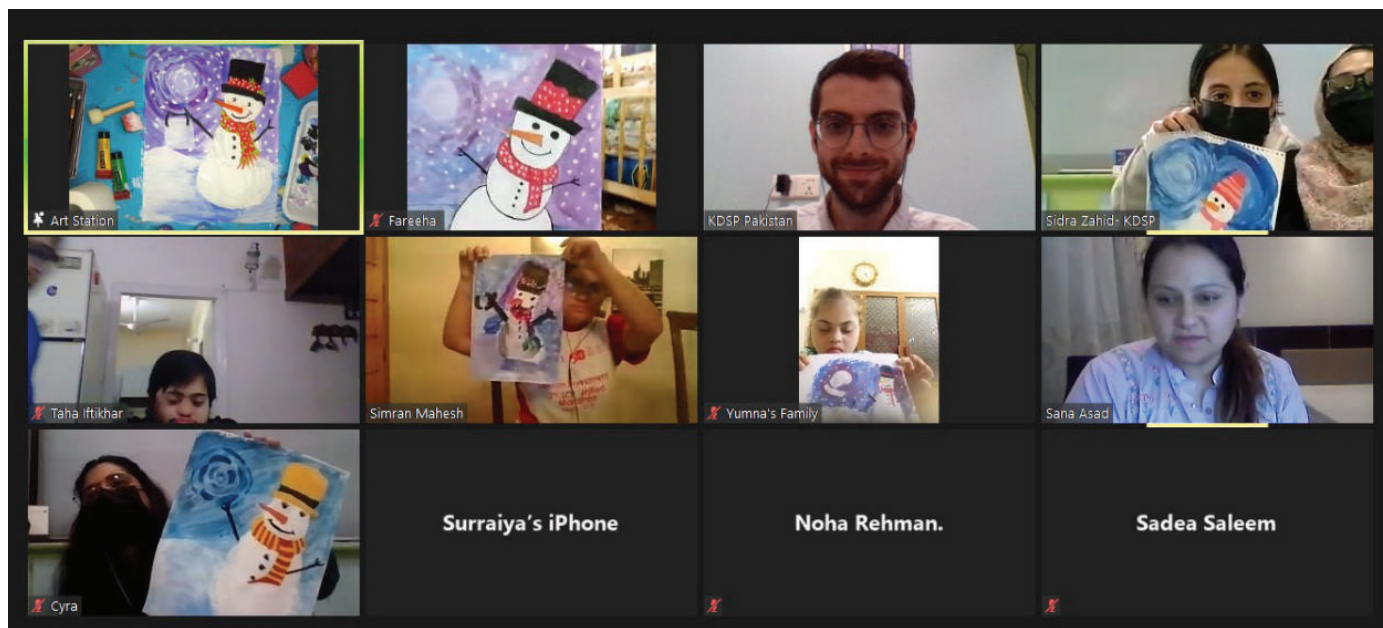 Art Station
Fareeha
KDSP Pakistan
Sidra Zahid- KDSP
Taha Iftikhar
Simran Mahesh
Yumna's Family
Sana Asad
Cyra
Surraiya's iPhone
Noha Rehman.
Sadea Saleem